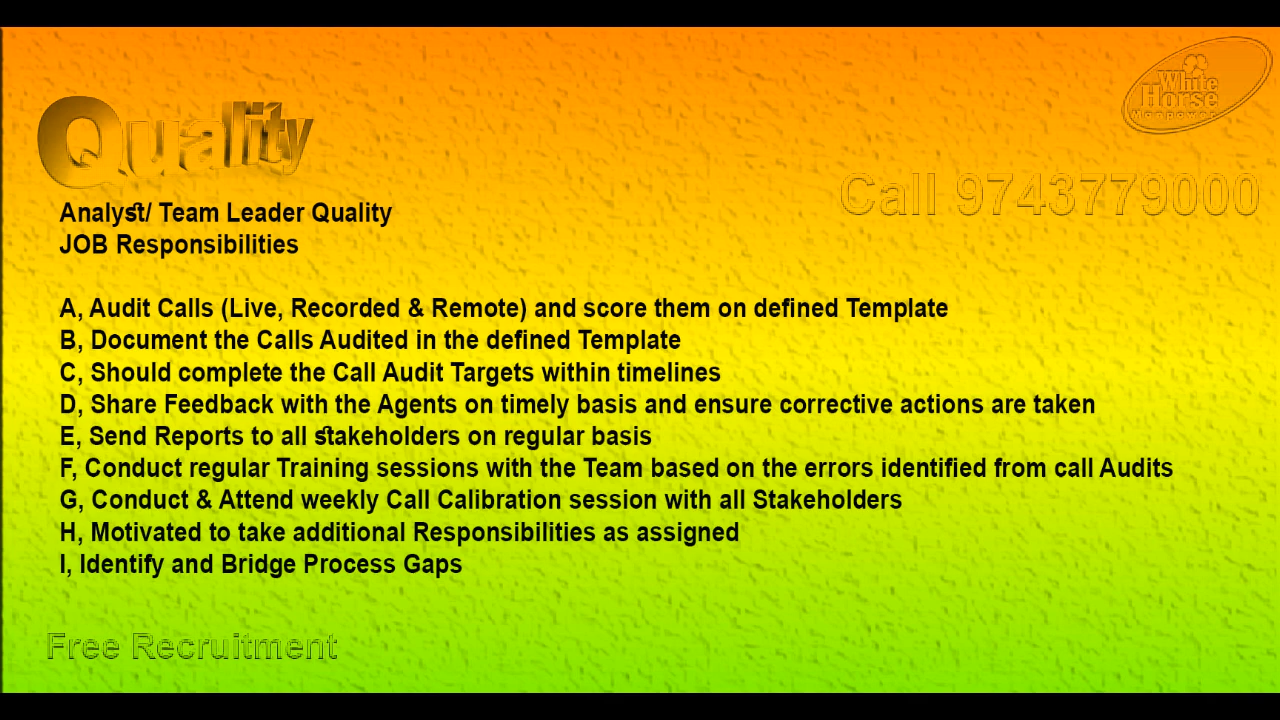 White
Horse
Manpower
Quality
Call 9743779000
Analyst/ Team Leader Quality
JOB Responsibilities
A, Audit Calls (Live, Recorded & Remote) and score them on defined Template
B, Document the Calls Audited in the defined Template
C, Should complete the Call Audit Targets within timelines
D, Share Feedback with the Agents on timely basis and ensure corrective actions are taken
E, Send Reports to all stakeholders on regular basis
F, Conduct regular Training sessions with the Team based on the errors identified from call Audits
G, Conduct & Attend weekly Call Calibration session with all Stakeholders
H, Motivated to take additional Responsibilities as assigned
I, Identify and Bridge Process Gaps
Free Recruitment